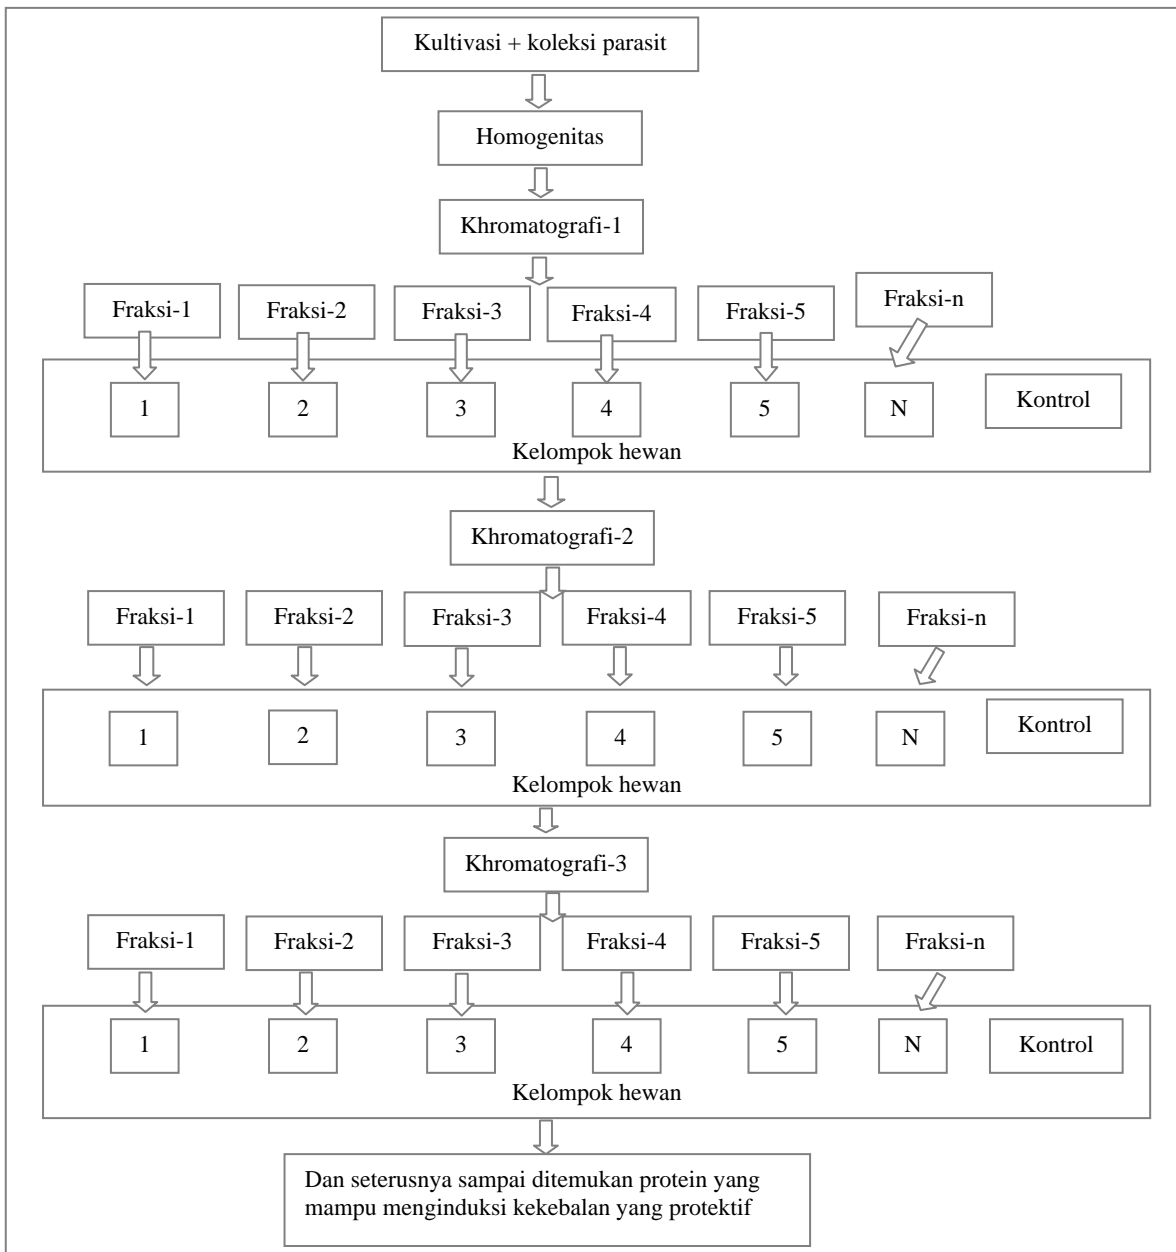 Kultivasi + koleksi parasit
Homogenitas
Khromatografi-1
Fraksi-1
Fraksi-2
Fraksi-3
Fraksi-4
Fraksi-5
Fraksi-n
1
2
3
4
5
N
Kontrol
Kelompok hewan
Khromatografi-2
Fraksi-1
Fraksi-2
Fraksi-3
Fraksi-4
Fraksi-5
Fraksi-n
1
2
3
4
5
N
Kontrol
Kelompok hewan
Khromatografi-3
Fraksi-1
Fraksi-2
Fraksi-3
Fraksi-4
Fraksi-5
Fraksi-n
1
2
3
4
5
N
Kontrol
Kelompok hewan
Dan seterusnya sampai ditemukan protein yang
mampu menginduksi kekebalan yang protektif